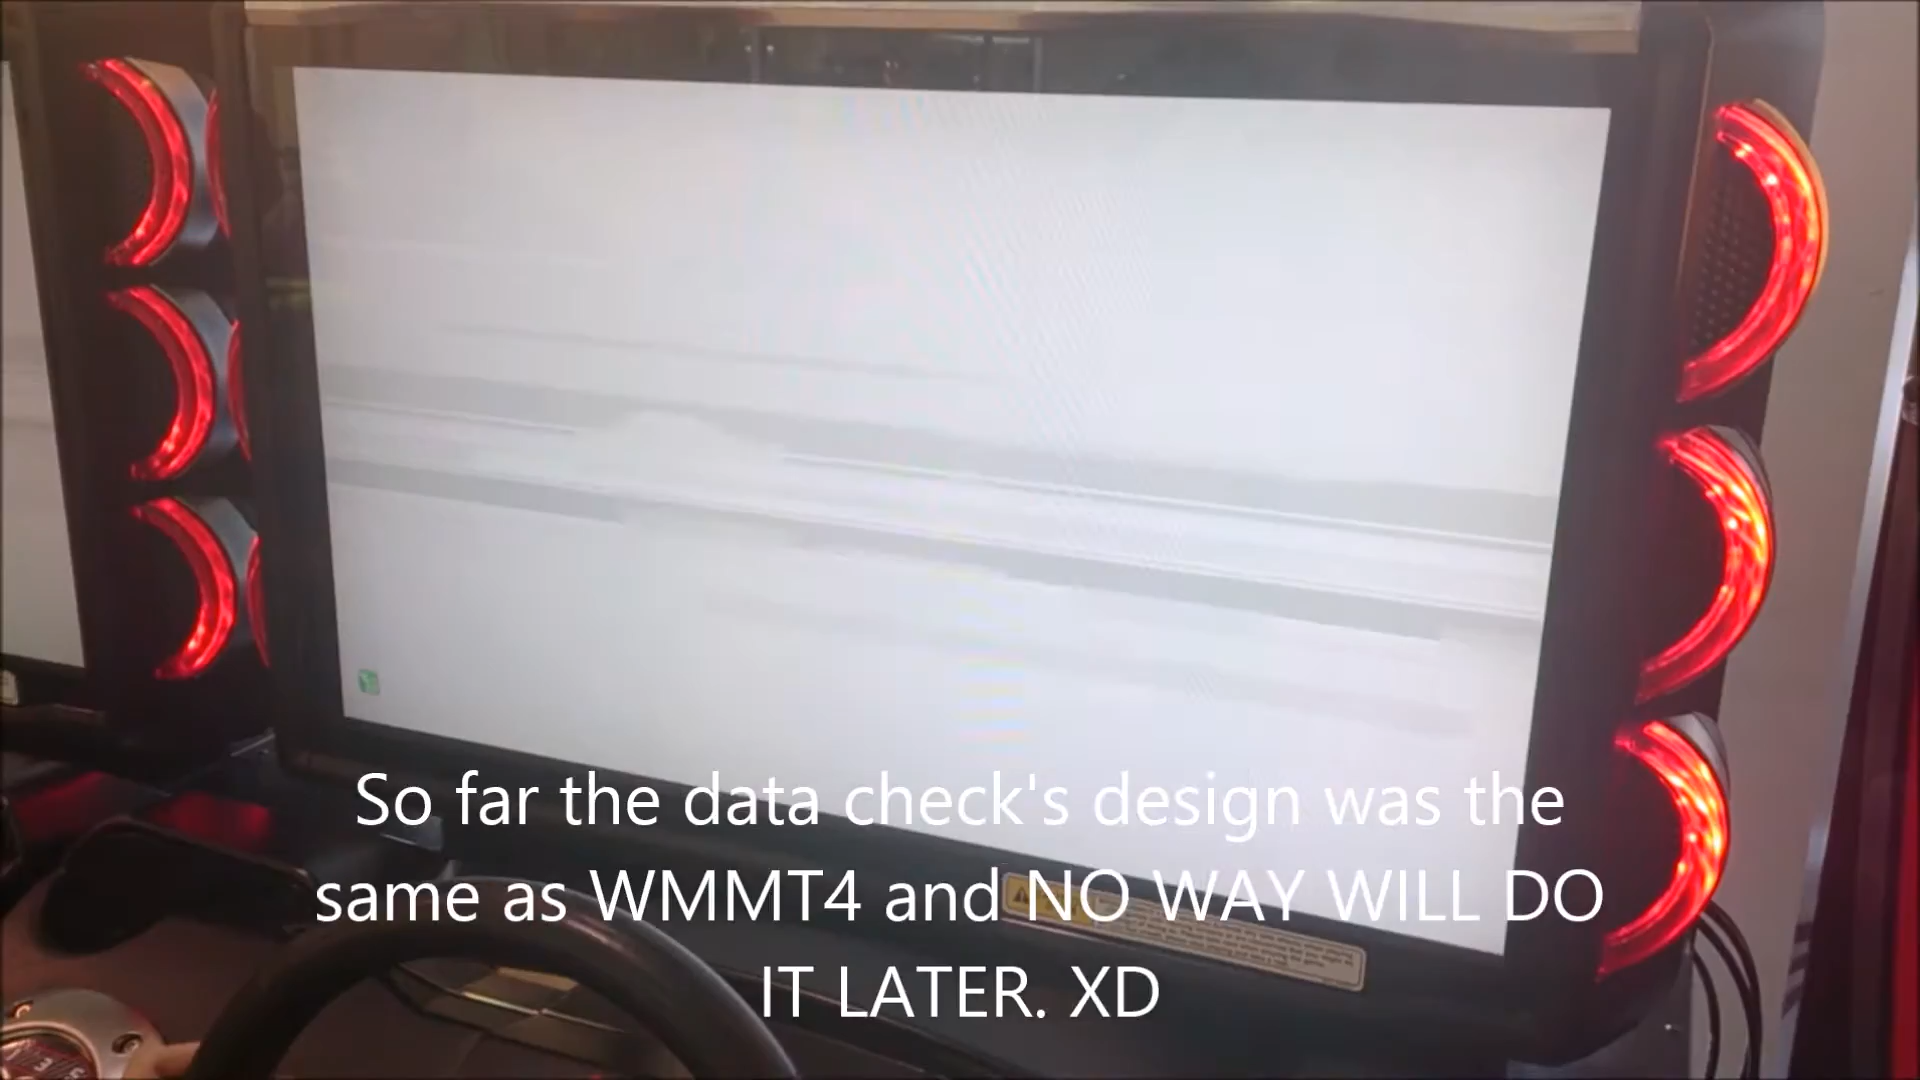 So far the data check's design was the
same as WMMT4 and NO WAY WILL DO
IT LATER. XD